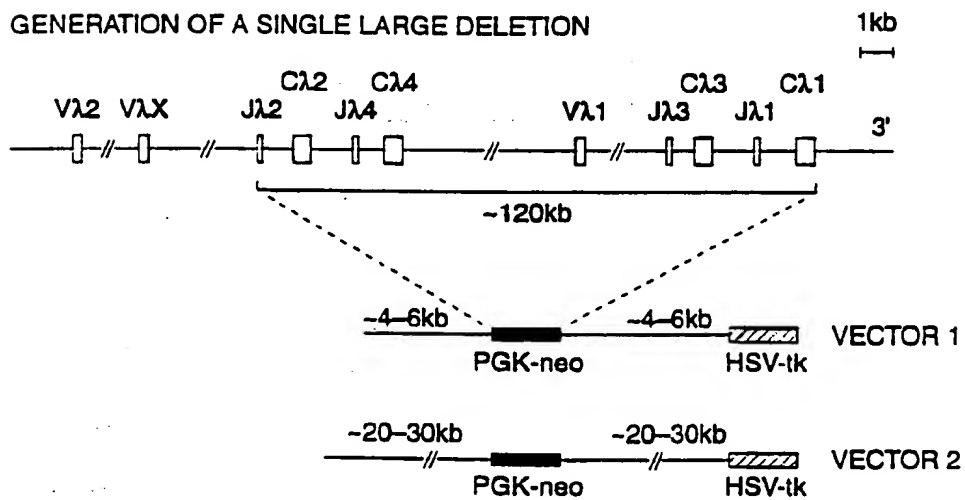 GENERATION OF A SINGLE LARGE DELETION 1kb
Cλ2 Cλ4 Cλ3 Cλ1
Vλ2 VλX Jλ2 Jλ4 Vλ1 Jλ3 Jλ1 3'
~120kb
~4–6kb ~4–6kb VECTOR 1
PGK-neo HSV-tk
~20–30kb ~20–30kb VECTOR 2
PGK-neo HSV-tk